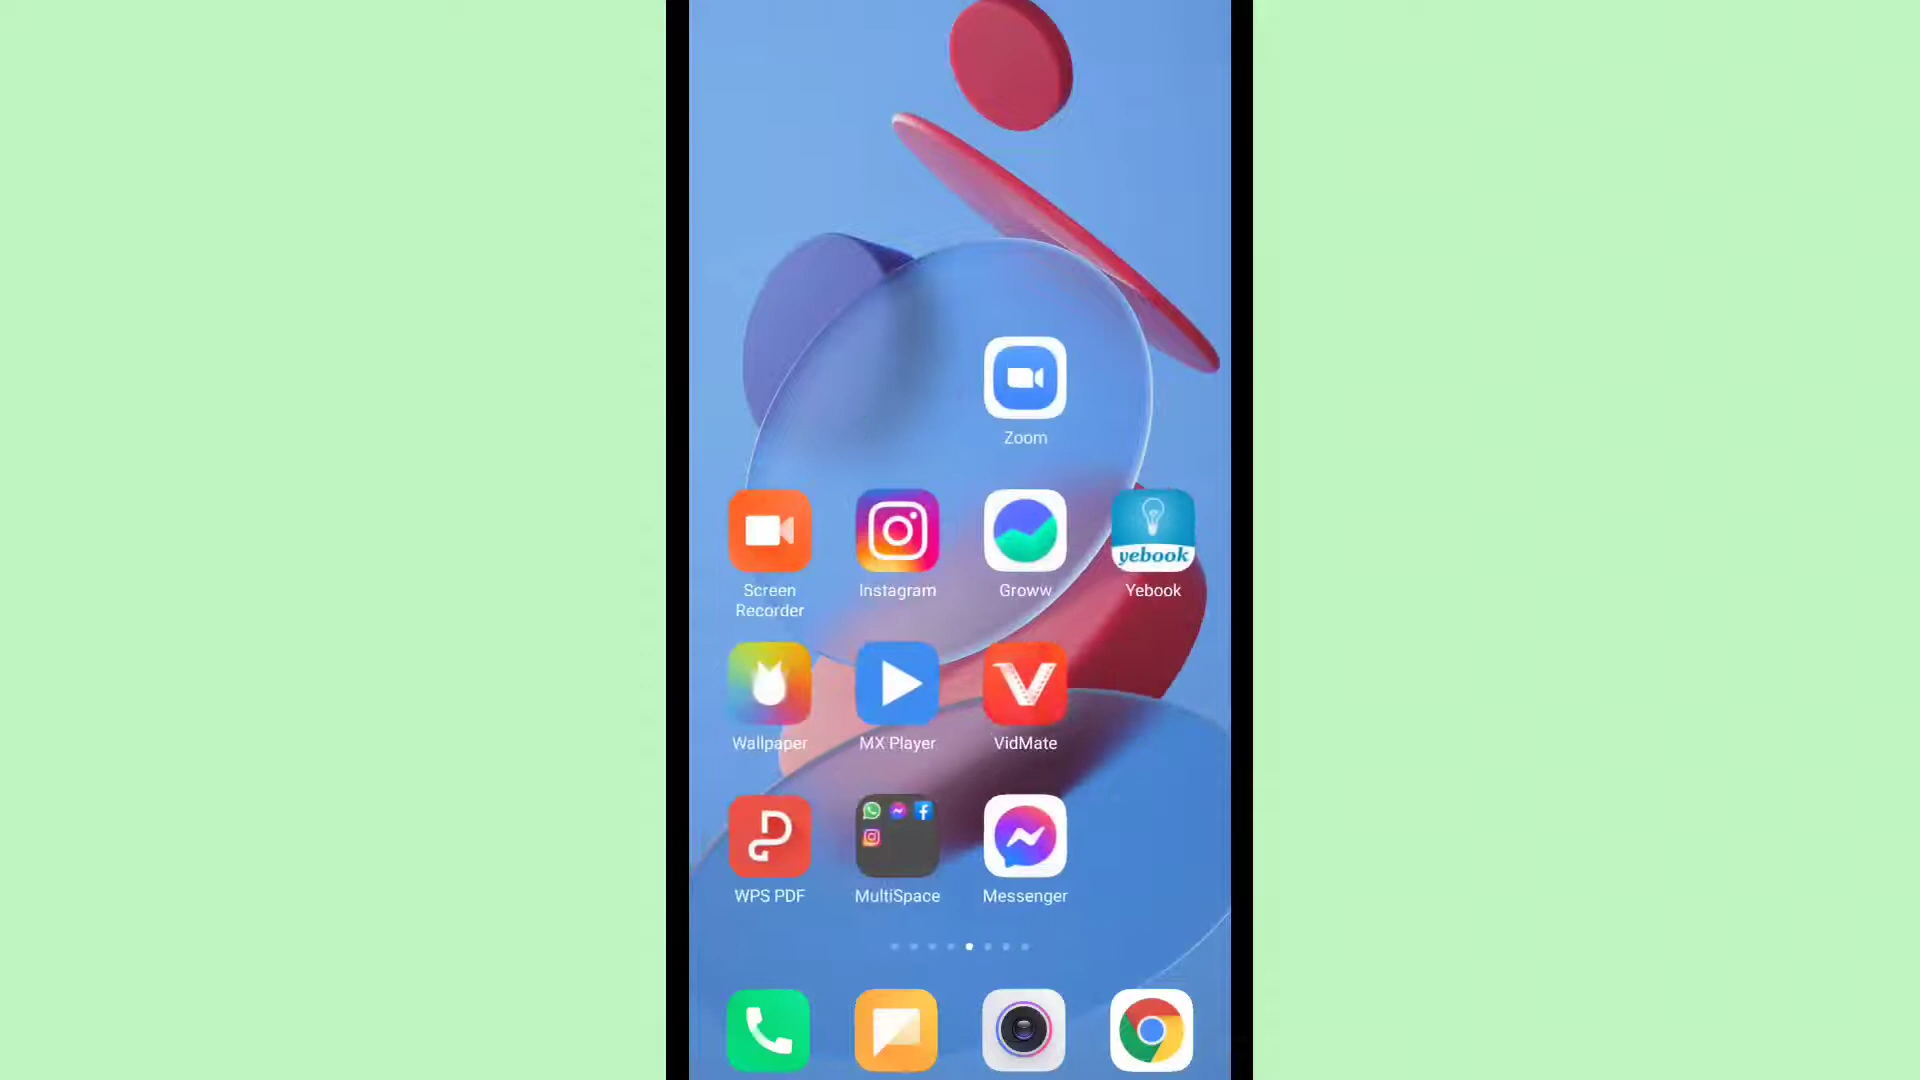 Zoom
yebook
Screen
Recorder
Instagram
Groww
Yebook
Wallpaper
MX Player
VidMate
WPS PDF
MultiSpace
Messenger